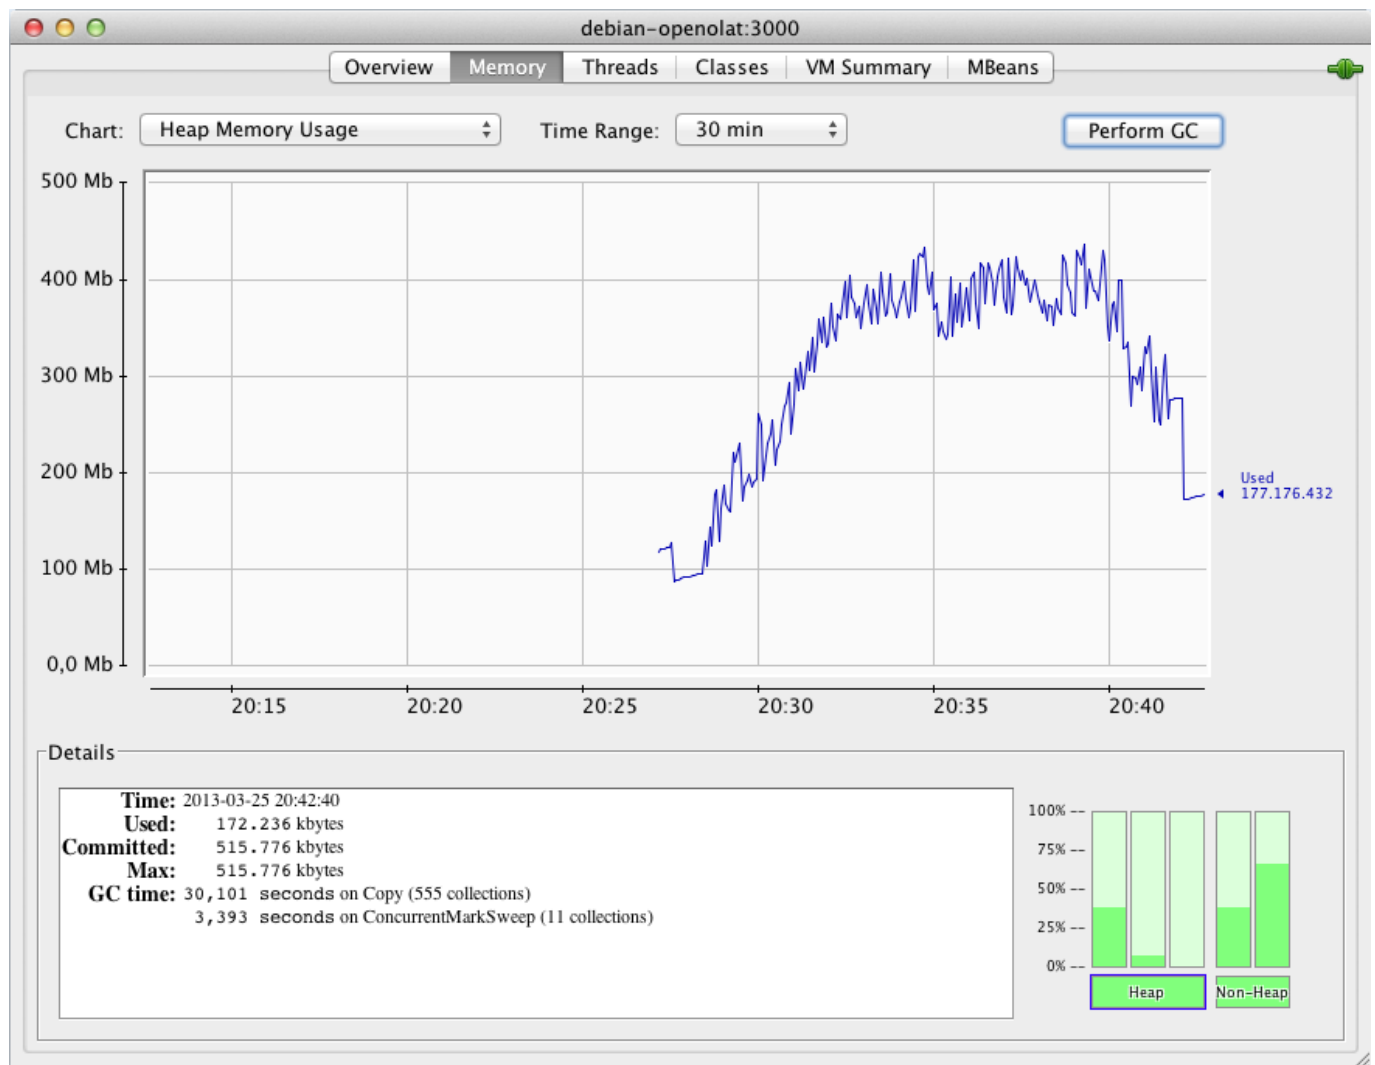 debian-openolat:3000
Overview Memory Threads Classes VM Summary MBeans
Chart: Heap Memory Usage Time Range: 30 min Perform GC
500 Mb
400 Mb
300 Mb
200 Mb
100 Mb
0,0 Mb
Used
177.176.432
20:15 20:20 20:25 20:30 20:35 20:40
Details
Time: 2013-03-25 20:42:40
Used: 172.236 kbytes
Committed: 515.776 kbytes
Max: 515.776 kbytes
GC time: 30,101 seconds on Copy (555 collections)
3,393 seconds on ConcurrentMarkSweep (11 collections)
100% --
75% --
50% --
25% --
0% --
Heap Non-Heap